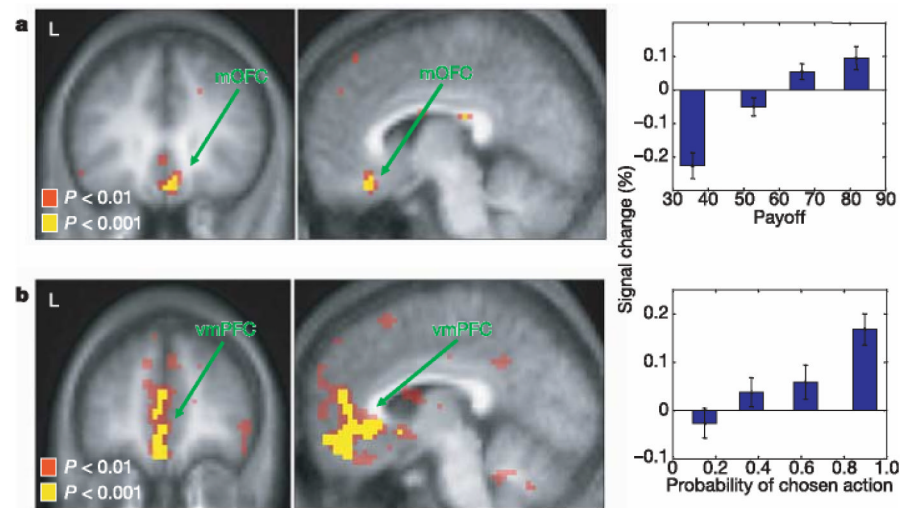 a
L
mOFC
mOFC
P < 0.01
P < 0.001
0.1
0
−0.1
−0.2
30 40 50 60 70 80 90
Payoff
Signal change (%)
b
L
vmPFC
vmPFC
P < 0.01
P < 0.001
0.2
0.1
0
−0.1
0 0.2 0.4 0.6 0.8 1.0
Probability of chosen action